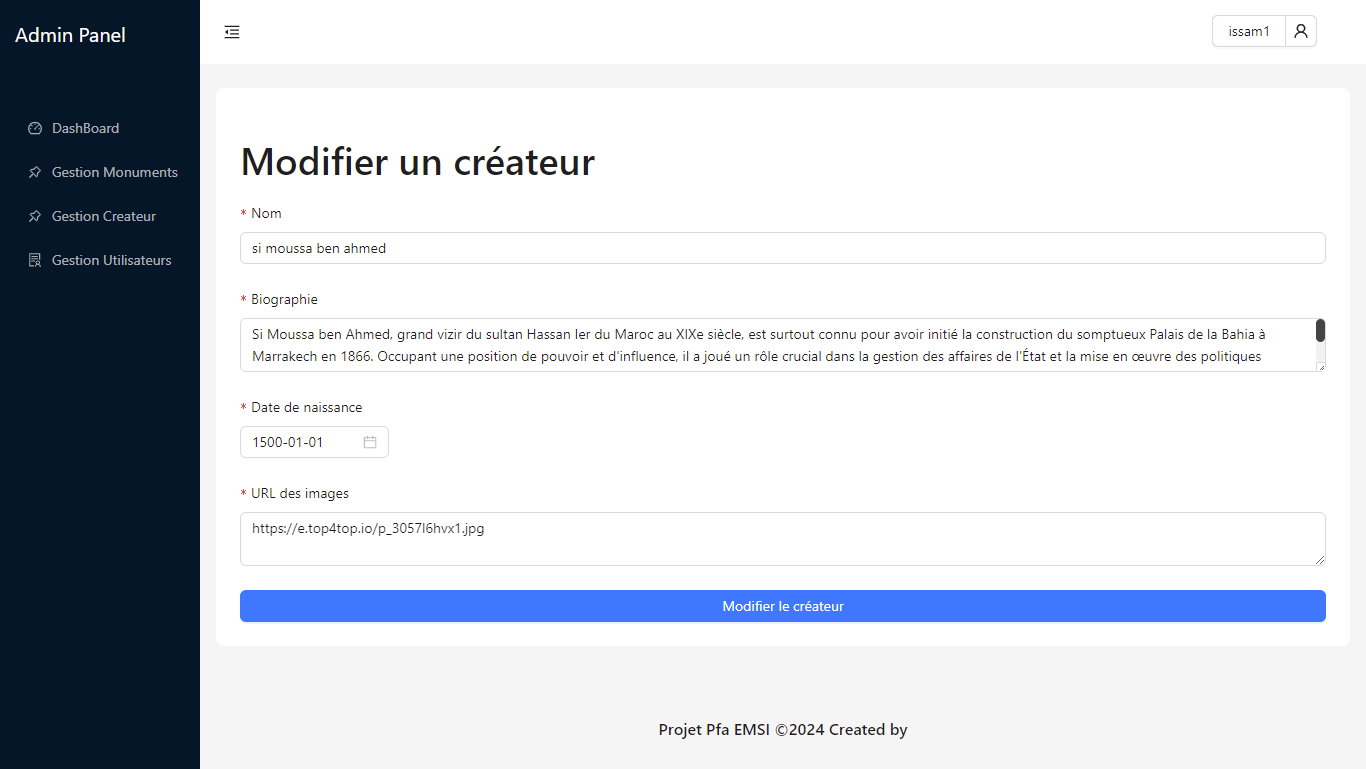 Admin Panel
issam1
DashBoard
Gestion Monuments
Gestion Createur
Gestion Utilisateurs
Modifier un créateur
* Nom
si moussa ben ahmed
* Biographie
Si Moussa ben Ahmed, grand vizir du sultan Hassan Ier du Maroc au XIXe siècle, est surtout connu pour avoir initié la construction du somptueux Palais de la Bahia à
Marrakech en 1866. Occupant une position de pouvoir et d'influence, il a joué un rôle crucial dans la gestion des affaires de l'État et la mise en œuvre des politiques
* Date de naissance
1500-01-01
* URL des images
https://e.top4top.io/p_3057l6hvx1.jpg
Modifier le créateur
Projet Pfa EMSI ©2024 Created by